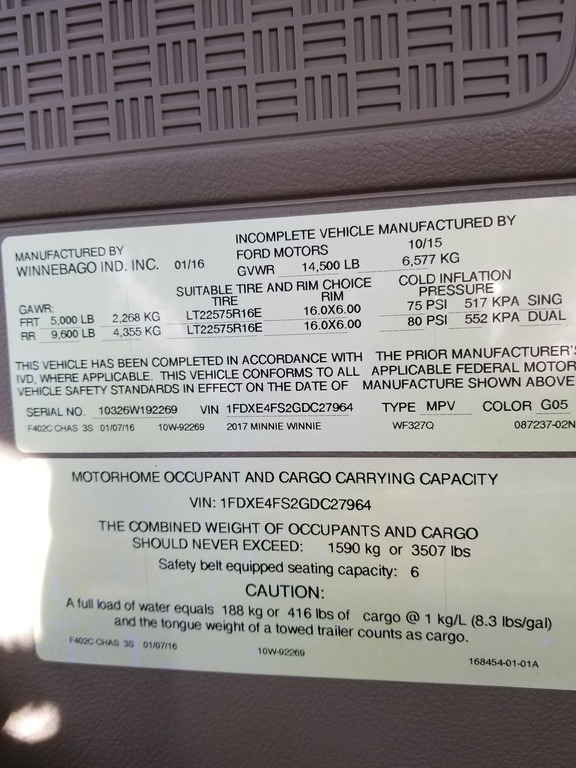 MANUFACTURED BY
WINNEBAGO IND. INC. 01/16
INCOMPLETE VEHICLE MANUFACTURED BY
FORD MOTORS 10/15
GVWR 14,500 LB 6,577 KG
SUITABLE TIRE AND RIM CHOICE COLD INFLATION
GAWR: TIRE RIM PRESSURE
FRT 5,000 LB 2,268 KG LT22575R16E 16.0X6.00 75 PSI 517 KPA SING
RR 9,600 LB 4,355 KG LT22575R16E 16.0X6.00 80 PSI 552 KPA DUAL
THIS VEHICLE HAS BEEN COMPLETED IN ACCORDANCE WITH THE PRIOR MANUFACTURER'S
IVD, WHERE APPLICABLE. THIS VEHICLE CONFORMS TO ALL APPLICABLE FEDERAL MOTOR
VEHICLE SAFETY STANDARDS IN EFFECT ON THE DATE OF MANUFACTURE SHOWN ABOVE
SERIAL NO. 10326W192269 VIN 1FDXE4FS2GDC27964 TYPE MPV COLOR G05
F402C CHAS 3S 01/07/16 10W-92269 2017 MINNIE WINNIE WF327Q 087237-02N
MOTORHOME OCCUPANT AND CARGO CARRYING CAPACITY
VIN: 1FDXE4FS2GDC27964
THE COMBINED WEIGHT OF OCCUPANTS AND CARGO
SHOULD NEVER EXCEED: 1590 kg or 3507 lbs
Safety belt equipped seating capacity: 6
CAUTION:
A full load of water equals 188 kg or 416 lbs of cargo @ 1 kg/L (8.3 lbs/gal)
and the tongue weight of a towed trailer counts as cargo.
F402C CHAS 3S 01/07/16 10W-92269 168454-01-01A